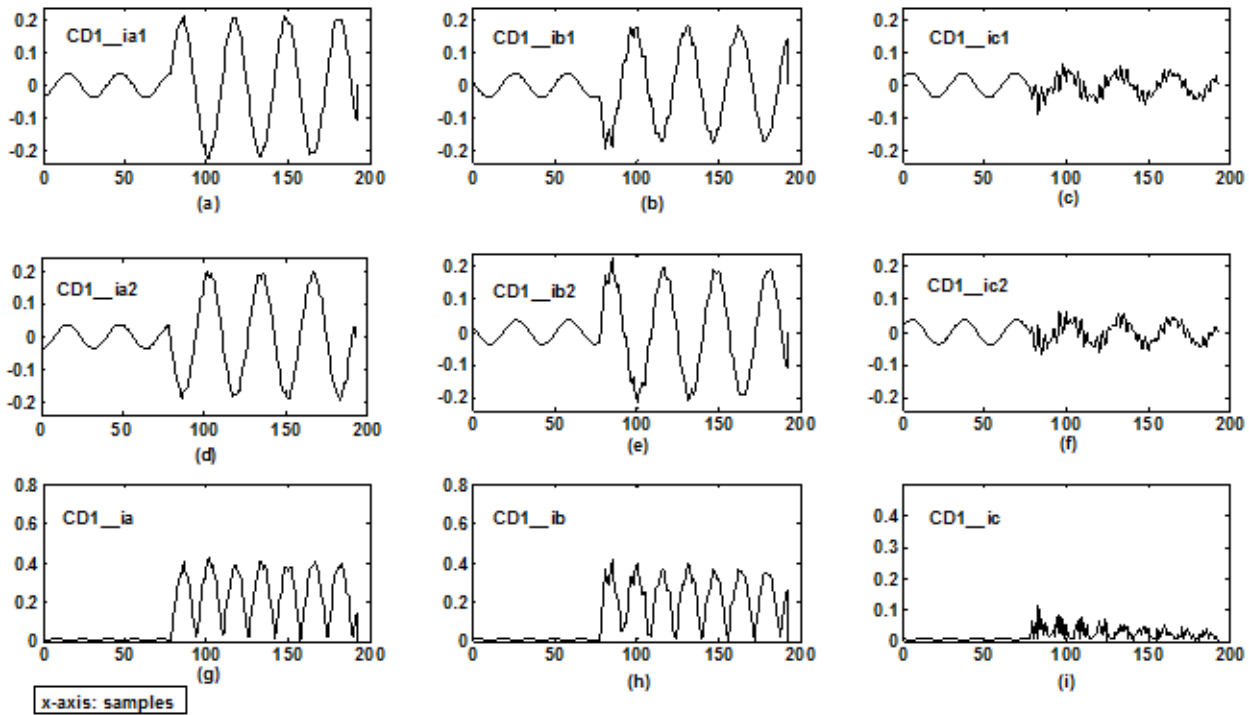 0.2
0.1
0
-0.1
-0.2
CD1__ia1
0 50 100 150 200
(a)
0.2
0.1
0
-0.1
-0.2
CD1__ib1
0 50 100 150 200
(b)
0.2
0.1
0
-0.1
-0.2
CD1__ic1
0 50 100 150 200
(c)
0.2
0.1
0
-0.1
-0.2
CD1__ia2
0 50 100 150 200
(d)
0.2
0.1
0
-0.1
-0.2
CD1__ib2
0 50 100 150 200
(e)
0.2
0.1
0
-0.1
-0.2
CD1__ic2
0 50 100 150 200
(f)
0.8
0.6
0.4
0.2
0
CD1__ia
0 50 100 150 200
(g)
0.8
0.6
0.4
0.2
0
CD1__ib
0 50 100 150 200
(h)
0.4
0.3
0.2
0.1
0
CD1__ic
0 50 100 150 200
(i)
x-axis: samples